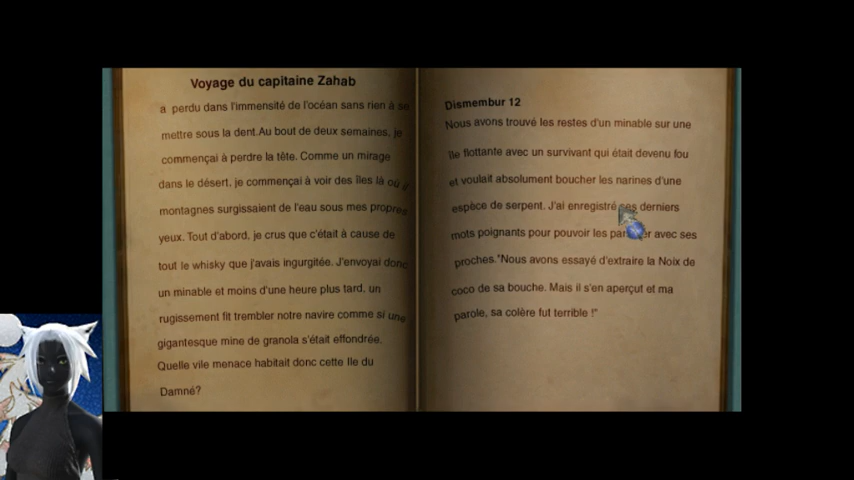 Voyage du capitaine Zahab
a perdu dans l'immensité de l'océan sans rien à se
mettre sous la dent.Au bout de deux semaines, je
commençai à perdre la tête. Comme un mirage
dans le désert, je commençai à voir des îles là où
montagnes surgissaient de l'eau sous mes propres
yeux. Tout d'abord, je crus que c'était à cause de
tout le whisky que j'avais ingurgitée. J'envoyai donc
un minable et moins d'une heure plus tard, un
rugissement fit trembler notre navire comme si une
gigantesque mine de granola s'était effondrée.
Quelle vile menace habitait donc cette Ile du
Damné?
Dismembur 12
Nous avons trouvé les restes d'un minable sur une
île flottante avec un survivant qui était devenu fou
et voulait absolument boucher les narines d'une
espèce de serpent. J'ai enregistré ses derniers
mots poignants pour pouvoir les avec ses
proches."Nous avons essayé d'extraire la Noix de
coco de sa bouche. Mais il s'en aperçut et ma
parole, sa colère fut terrible !"